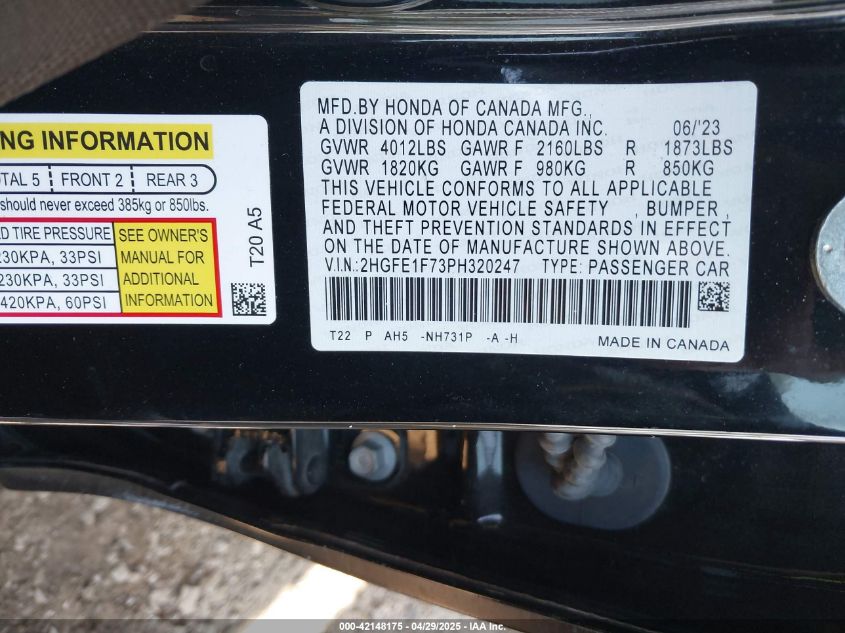 NG INFORMATION
TOTAL 5 FRONT 2 REAR 3
should never exceed 385kg or 850lbs.
TIRE PRESSURE
230KPA, 33PSI
230KPA, 33PSI
420KPA, 60PSI
SEE OWNER'S
MANUAL FOR
ADDITIONAL
INFORMATION
T20 A5
MFD.BY HONDA OF CANADA MFG.,
A DIVISION OF HONDA CANADA INC. 06/'23
GVWR 4012LBS GAWR F 2160LBS R 1873LBS
GVWR 1820KG GAWR F 980KG R 850KG
THIS VEHICLE CONFORMS TO ALL APPLICABLE
FEDERAL MOTOR VEHICLE SAFETY , BUMPER ,
AND THEFT PREVENTION STANDARDS IN EFFECT
ON THE DATE OF MANUFACTURE SHOWN ABOVE.
V.I.N.:2HGFE1F73PH320247 TYPE: PASSENGER CAR
T22 P AH5 -NH731P -A -H
MADE IN CANADA
000-42148175 - 04/29/2025 - IAA Inc.